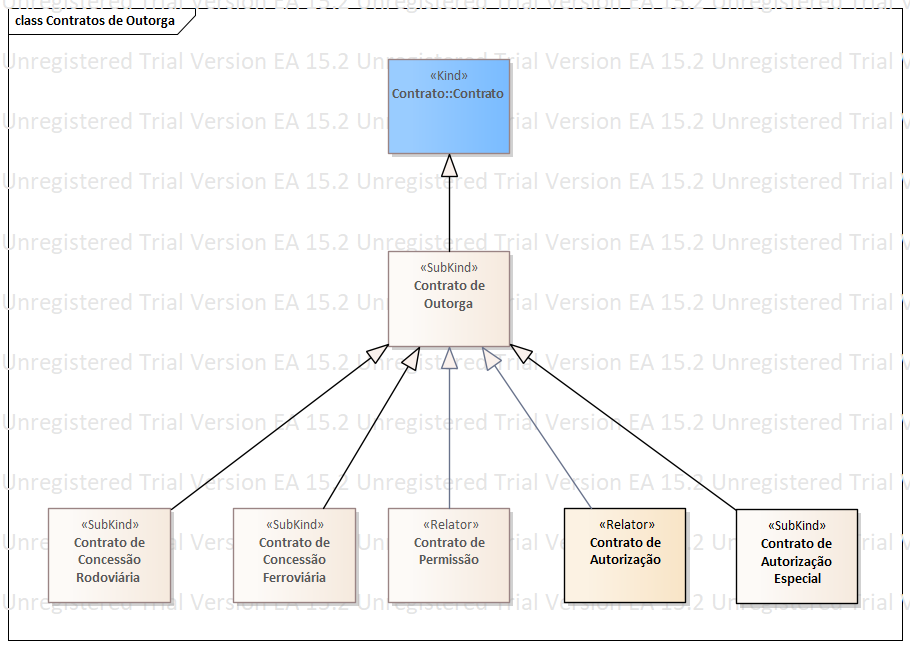 class Contratos de Outorga
«Kind»
Contrato::Contrato
«SubKind»
Contrato de
Outorga
«SubKind»
Contrato de
Concessão
Rodoviária
«SubKind»
Contrato de
Concessão
Ferroviária
«Relator»
Contrato de
Permissão
«Relator»
Contrato de
Autorização
«SubKind»
Contrato de
Autorização
Especial
Unregistered Trial Version EA 15.2 Unregistered Trial Version EA 15.2 Unregistered Trial